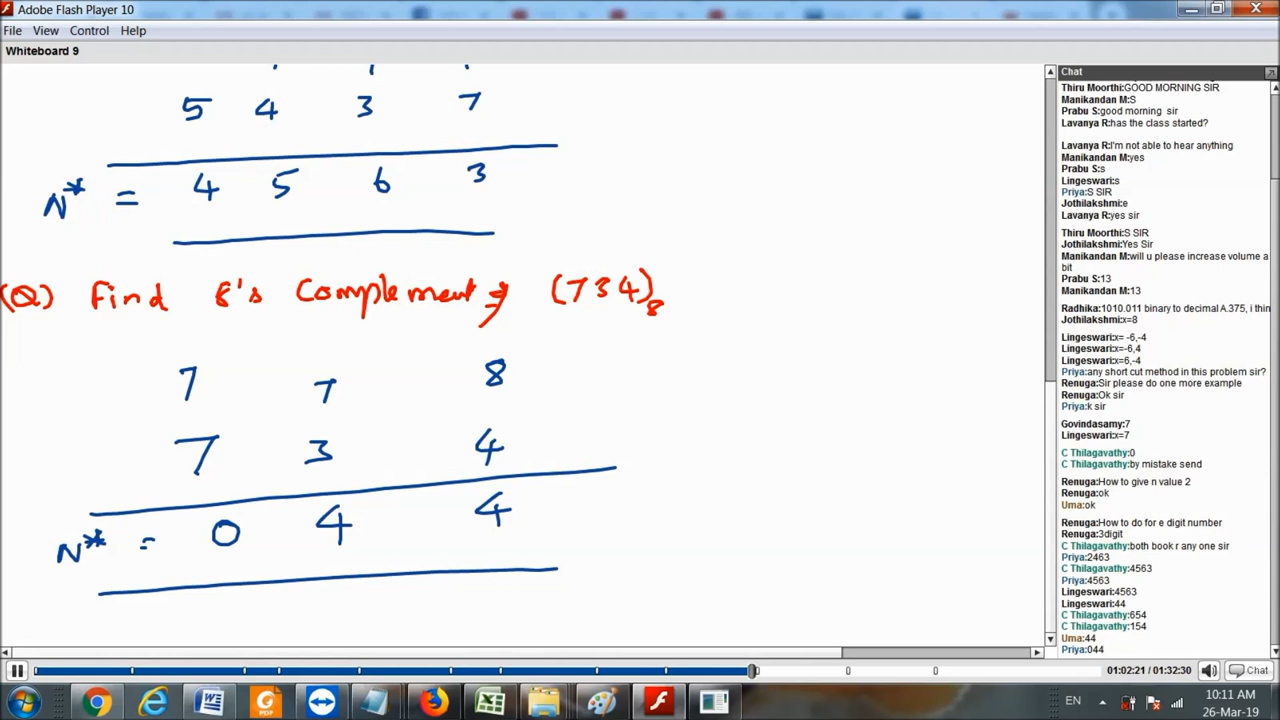 Adobe Flash Player 10
File View Control Help
Whiteboard 9
5 4 3 7
N* = 4 5 6 3
(Q) Find 8's Complement of (734)8
7 7 8
7 3 4
N* = 0 4 4
Chat
Thiru Moorthi:GOOD MORNING SIR
Manikandan M:S
Prabu S:good morning sir
Lavanya R:has the class started?
Lavanya R:I'm not able to hear anything
Manikandan M:yes
Prabu S:s
Lingeswari:s
Priya:S SIR
Jothilakshmi:e
Lavanya R:yes sir
Thiru Moorthi:S SIR
Jothilakshmi:Yes Sir
Manikandan M:will u please increase volume a
bit
Prabu S:13
Manikandan M:13
Radhika:1010.011 binary to decimal A.375, i thin
Jothilakshmi:x=8
Lingeswari:x= -6,-4
Lingeswari:x=-6,4
Lingeswari:x=6,-4
Priya:any short cut method in this problem sir?
Renuga:Sir please do one more example
Renuga:Ok sir
Priya:k sir
Govindasamy:7
Lingeswari:x=7
C Thilagavathy:0
C Thilagavathy:by mistake send
Renuga:How to give n value 2
Renuga:ok
Uma:ok
Renuga:How to do for e digit number
Renuga:3digit
C Thilagavathy:both book r any one sir
Priya:2463
C Thilagavathy:4563
Priya:4563
Lingeswari:4563
Lingeswari:44
C Thilagavathy:654
C Thilagavathy:154
Uma:44
Priya:044
01:02:21 / 01:32:30 Chat
EN 10:11 AM
26-Mar-19